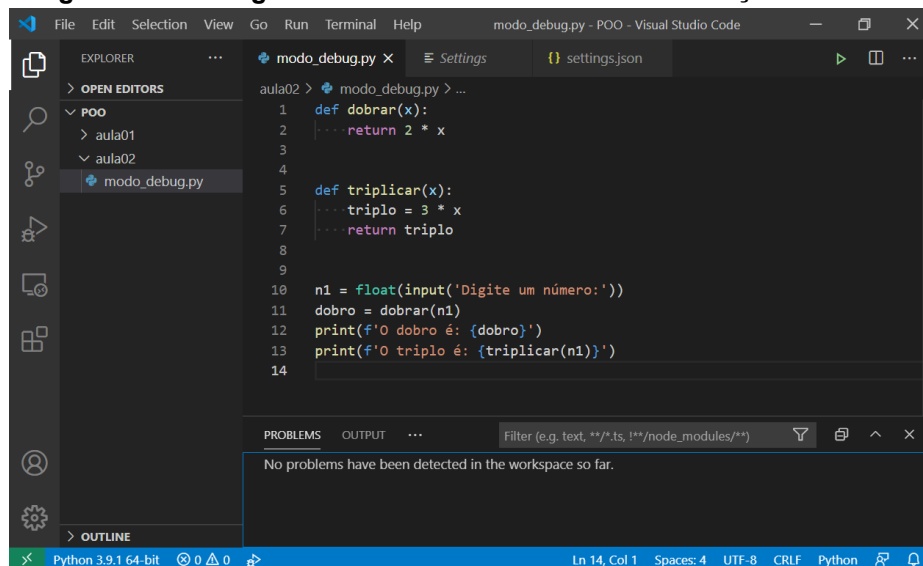 File Edit Selection View Go Run Terminal Help modo_debug.py - POO - Visual Studio Code
EXPLORER
OPEN EDITORS
POO
aula01
aula02
modo_debug.py
OUTLINE
modo_debug.py Settings {} settings.json
aula02 > modo_debug.py > ...
1 def dobrar(x):
2 ····return 2 * x
3
4
5 def triplicar(x):
6 ····triplo = 3 * x
7 ····return triplo
8
9
10 n1 = float(input('Digite um número:'))
11 dobro = dobrar(n1)
12 print(f'O dobro é: {dobro}')
13 print(f'O triplo é: {triplicar(n1)}')
14
PROBLEMS OUTPUT ··· Filter (e.g. text, **/*.ts, !**/node_modules/**)
No problems have been detected in the workspace so far.
Python 3.9.1 64-bit 0 0 Ln 14, Col 1 Spaces: 4 UTF-8 CRLF Python